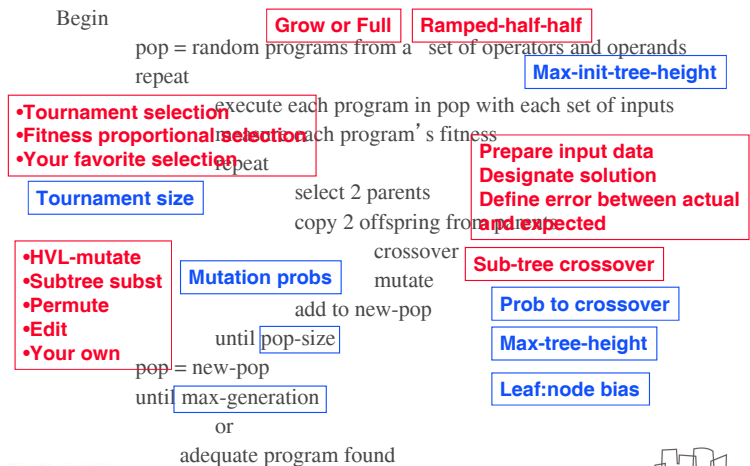 Begin
Grow or Full
Ramped-half-half
pop = random programs from a set of operators and operands
repeat
Max-init-tree-height
execute each program in pop with each set of inputs
•Tournament selection
•Fitness proportional selection
•Your favorite selection
measure each program's fitness
repeat
Prepare input data
Designate solution
Define error between actual
and expected
Tournament size
select 2 parents
copy 2 offspring from parents
crossover
•HVL-mutate
•Subtree subst
•Permute
•Edit
•Your own
Mutation probs
mutate
Sub-tree crossover
add to new-pop
Prob to crossover
until pop-size
Max-tree-height
pop = new-pop
until max-generation
Leaf:node bias
or
adequate program found